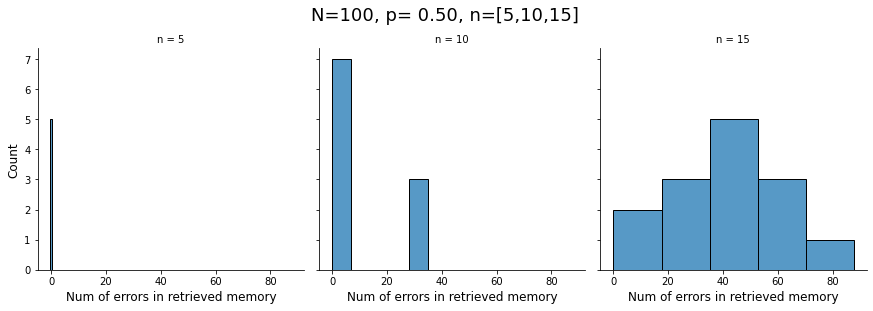 N=100, p= 0.50, n=[5,10,15]
n = 5
n = 10
n = 15
Count
7
6
5
4
3
2
1
0
0 20 40 60 80
0 20 40 60 80
0 20 40 60 80
Num of errors in retrieved memory
Num of errors in retrieved memory
Num of errors in retrieved memory